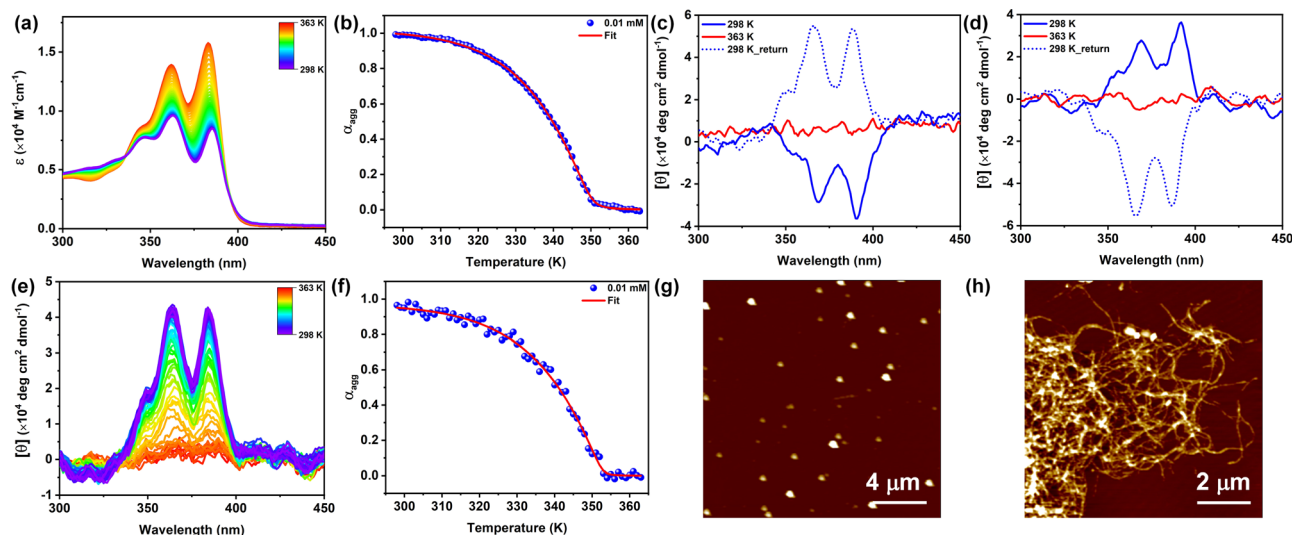 (a)
363 K
298 K
1.5
1.0
0.5
0.0
ε (×10⁴ M⁻¹cm⁻¹)
300 350 400 450
Wavelength (nm)
(b)
0.01 mM
Fit
1.0
0.8
0.6
0.4
0.2
0.0
αagg
300 310 320 330 340 350 360
Temperature (K)
(c)
298 K
363 K
298 K_return
6
4
2
0
-2
-4
[θ] (×10⁴ deg cm² dmol⁻¹)
300 350 400 450
Wavelength (nm)
(d)
298 K
363 K
298 K_return
4
2
0
-2
-4
-6
[θ] (×10⁴ deg cm² dmol⁻¹)
300 350 400 450
Wavelength (nm)
(e)
363 K
298 K
5
4
3
2
1
0
-1
[θ] (×10⁴ deg cm² dmol⁻¹)
300 350 400 450
Wavelength (nm)
(f)
0.01 mM
Fit
1.0
0.8
0.6
0.4
0.2
0.0
αagg
300 310 320 330 340 350 360
Temperature (K)
(g)
4 μm
(h)
2 μm